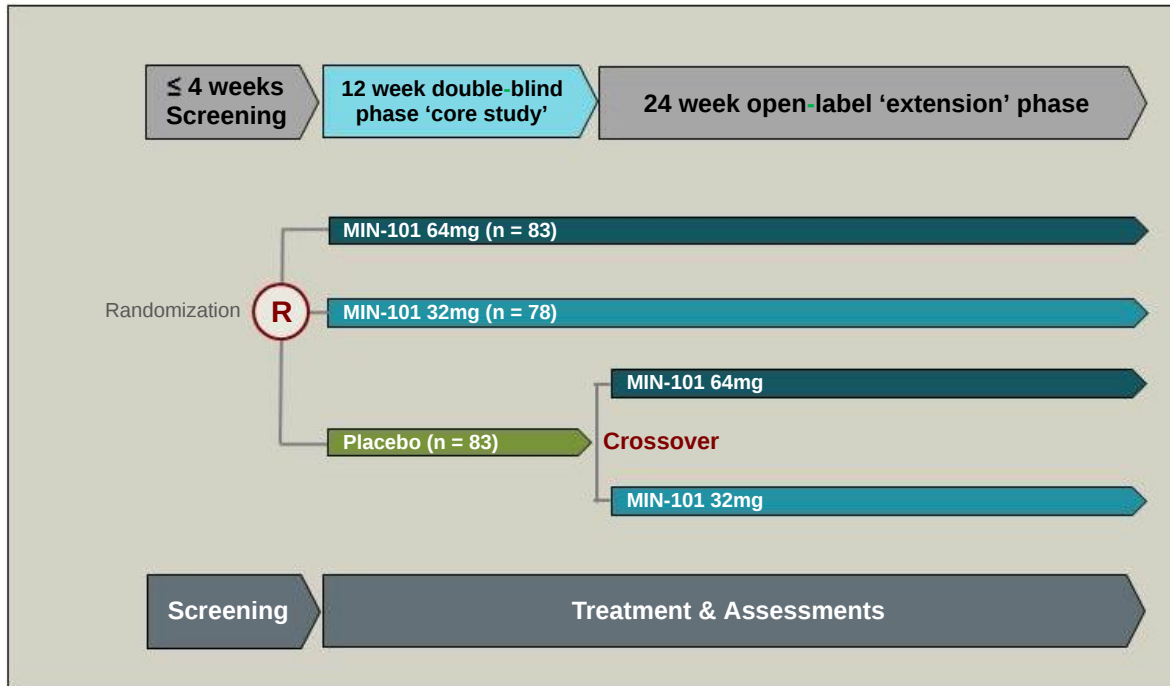 ≤ 4 weeks
Screening
12 week double-blind
phase ‘core study’
24 week open-label ‘extension’ phase
MIN-101 64mg (n = 83)
Randomization
R
MIN-101 32mg (n = 78)
MIN-101 64mg
Placebo (n = 83)
Crossover
MIN-101 32mg
Screening
Treatment & Assessments